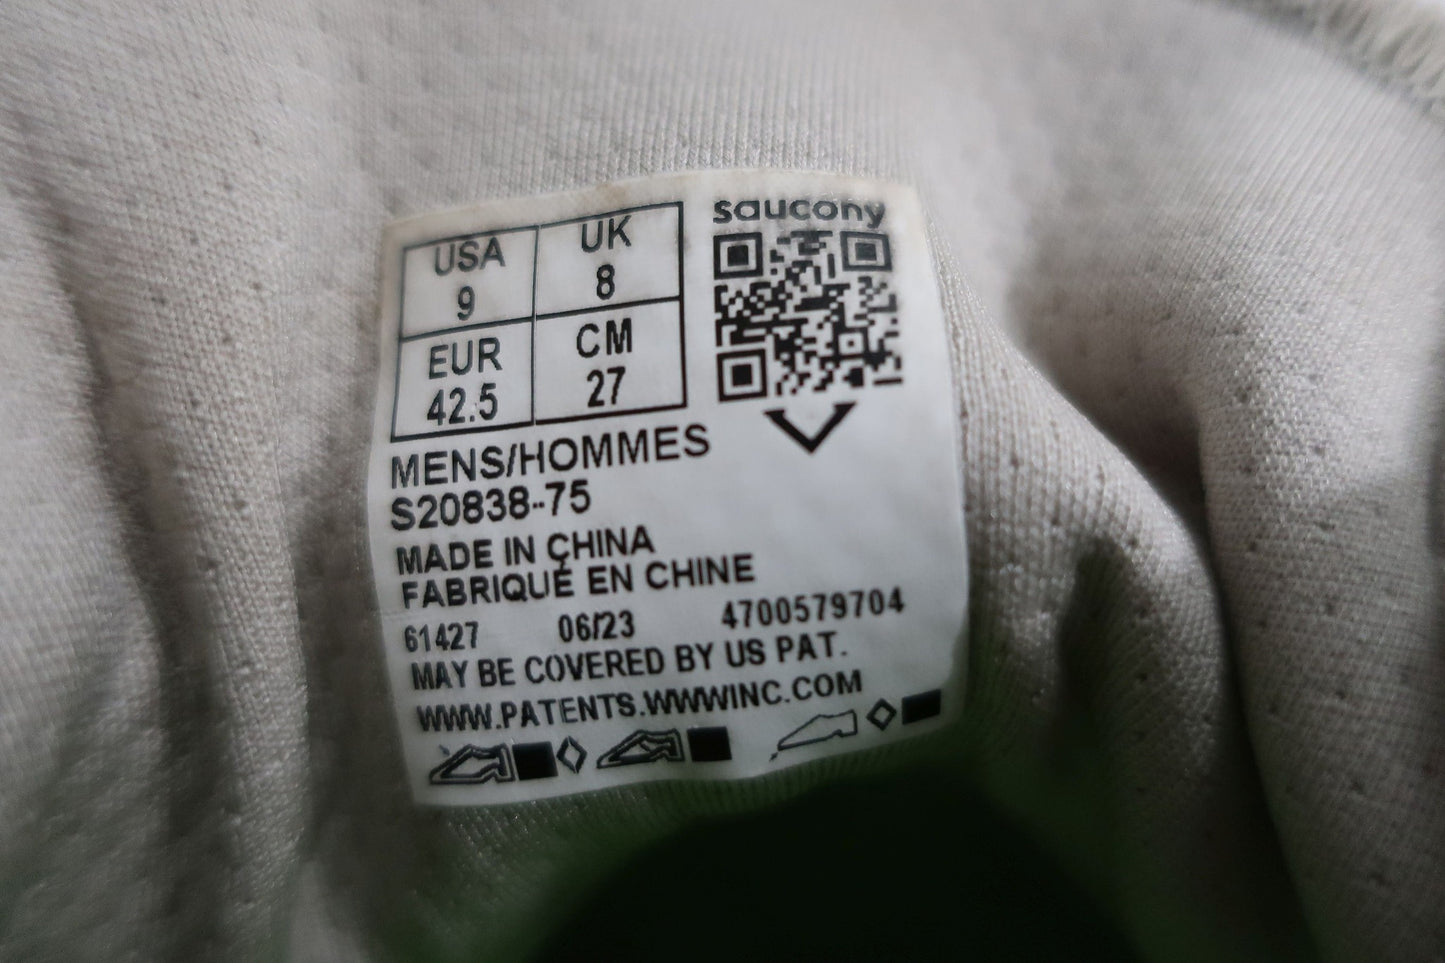 saucony
USA UK
9 8
EUR CM
42.5 27
MENS/HOMMES
S20838-75
MADE IN CHINA
FABRIQUÉ EN CHINE
61427 06/23 4700579704
MAY BE COVERED BY US PAT.
WWW.PATENTS.WWWINC.COM